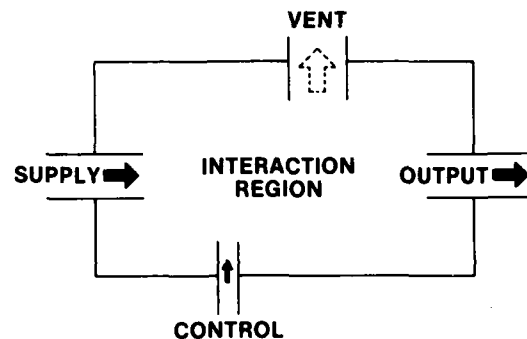 VENT
SUPPLY
INTERACTION
REGION
OUTPUT
CONTROL